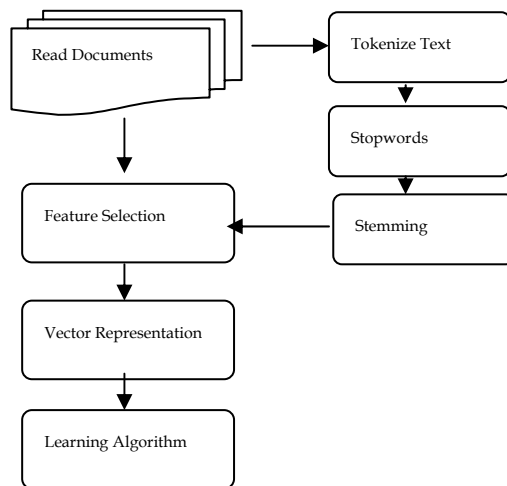 Read Documents
Tokenize Text
Stopwords
Stemming
Feature Selection
Vector Representation
Learning Algorithm